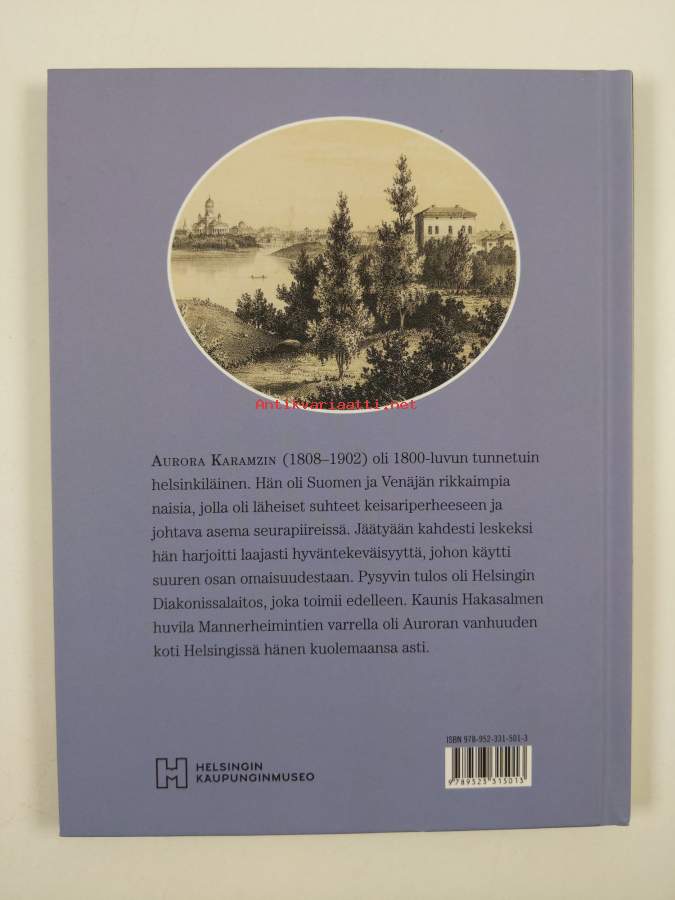 Antikvariaatti.net
AURORA KARAMZIN (1808–1902) oli 1800-luvun tunnetuin
helsinkiläinen. Hän oli Suomen ja Venäjän rikkaimpia
naisia, jolla oli läheiset suhteet keisariperheeseen ja
johtava asema seurapiireissä. Jäätyään kahdesti leskeksi
hän harjoitti laajasti hyväntekeväisyyttä, johon käytti
suuren osan omaisuudestaan. Pysyvin tulos oli Helsingin
Diakonissalaitos, joka toimii edelleen. Kaunis Hakasalmen
huvila Mannerheimintien varrella oli Auroran vanhuuden
koti Helsingissä hänen kuolemaansa asti.
ISBN 978-952-331-501-3
9 789523 315013
HELSINGIN
KAUPUNGINMUSEO